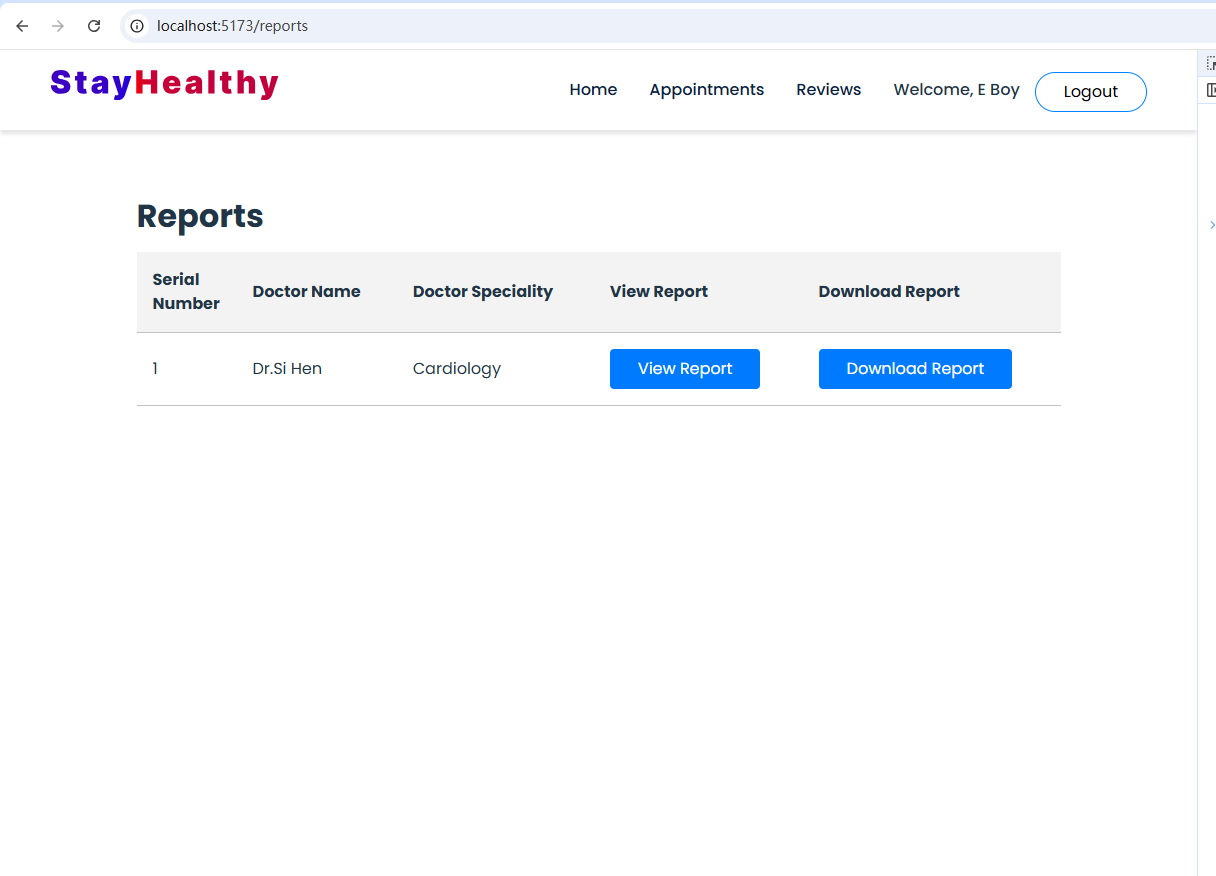 localhost:5173/reports
StayHealthy
Home Appointments Reviews Welcome, E Boy Logout
Reports
Serial Number Doctor Name Doctor Speciality View Report Download Report
1 Dr.Si Hen Cardiology View Report Download Report